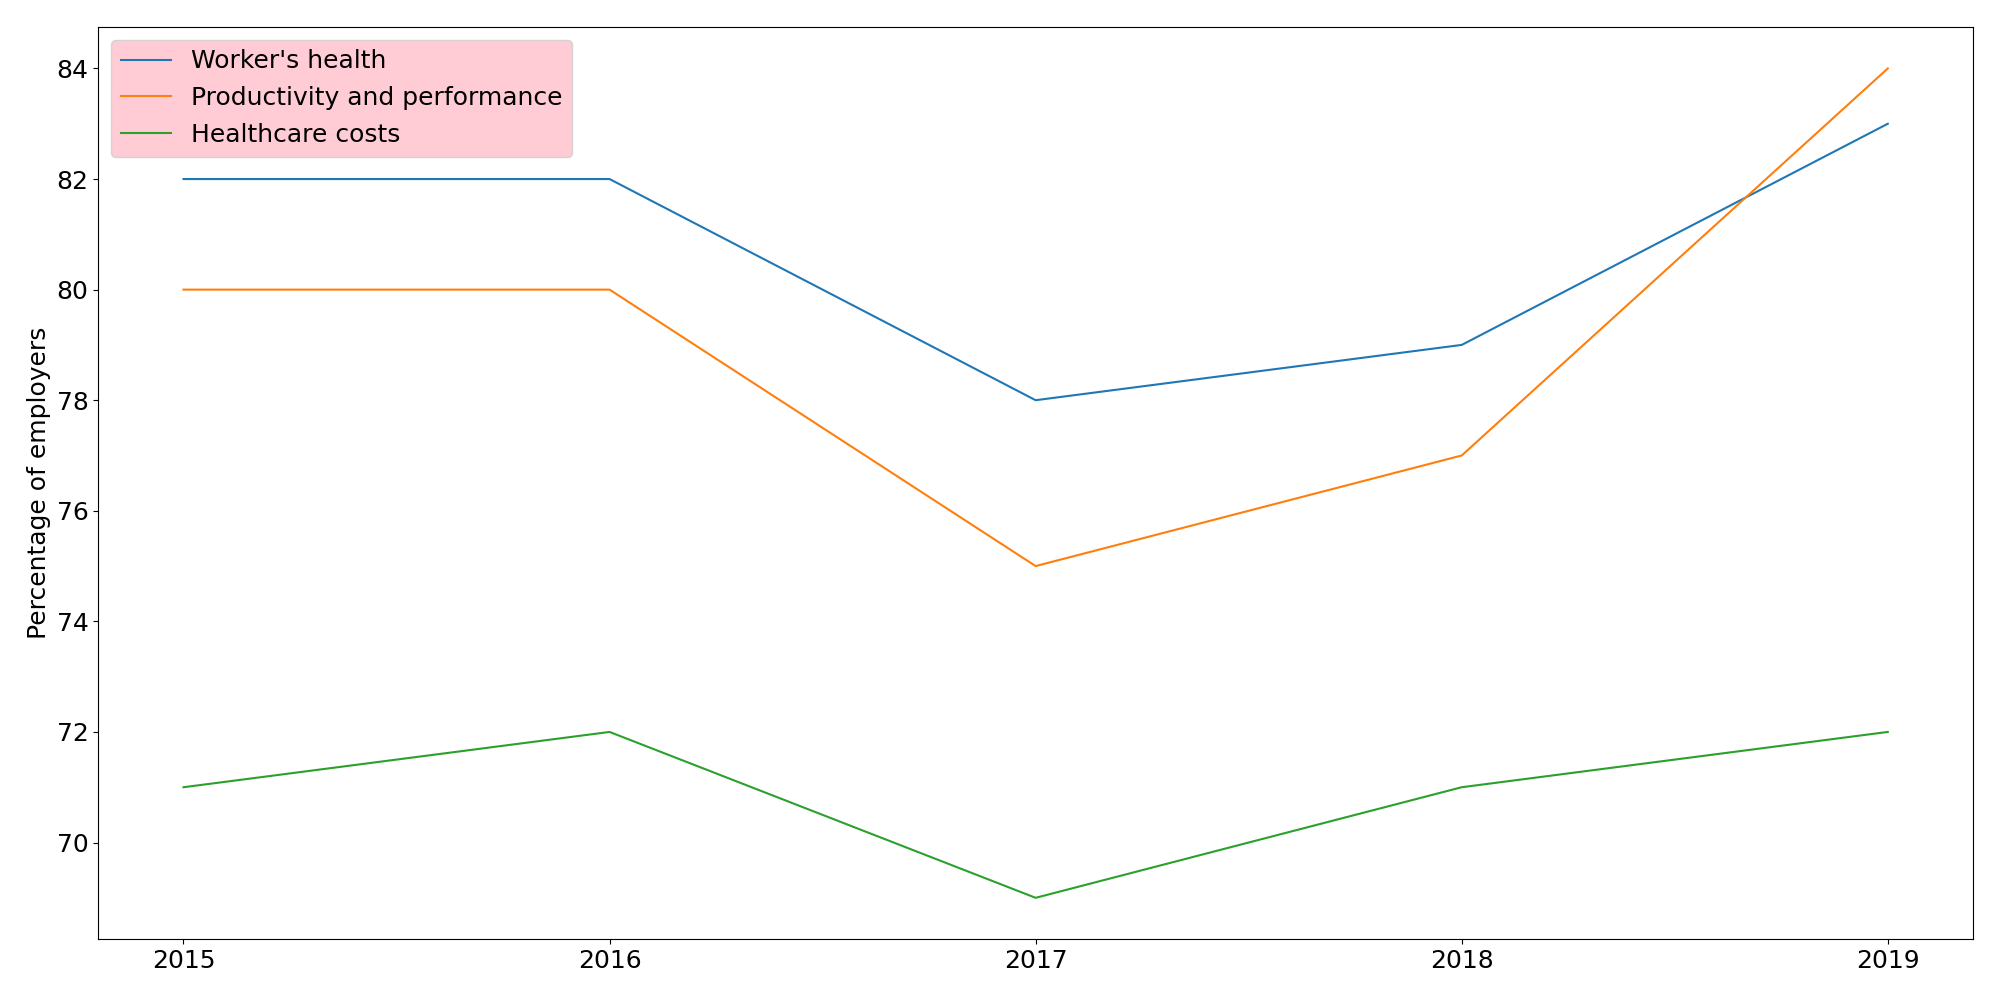 Worker's health
Productivity and performance
Healthcare costs
Percentage of employers
84
82
80
78
76
74
72
70
2015 2016 2017 2018 2019